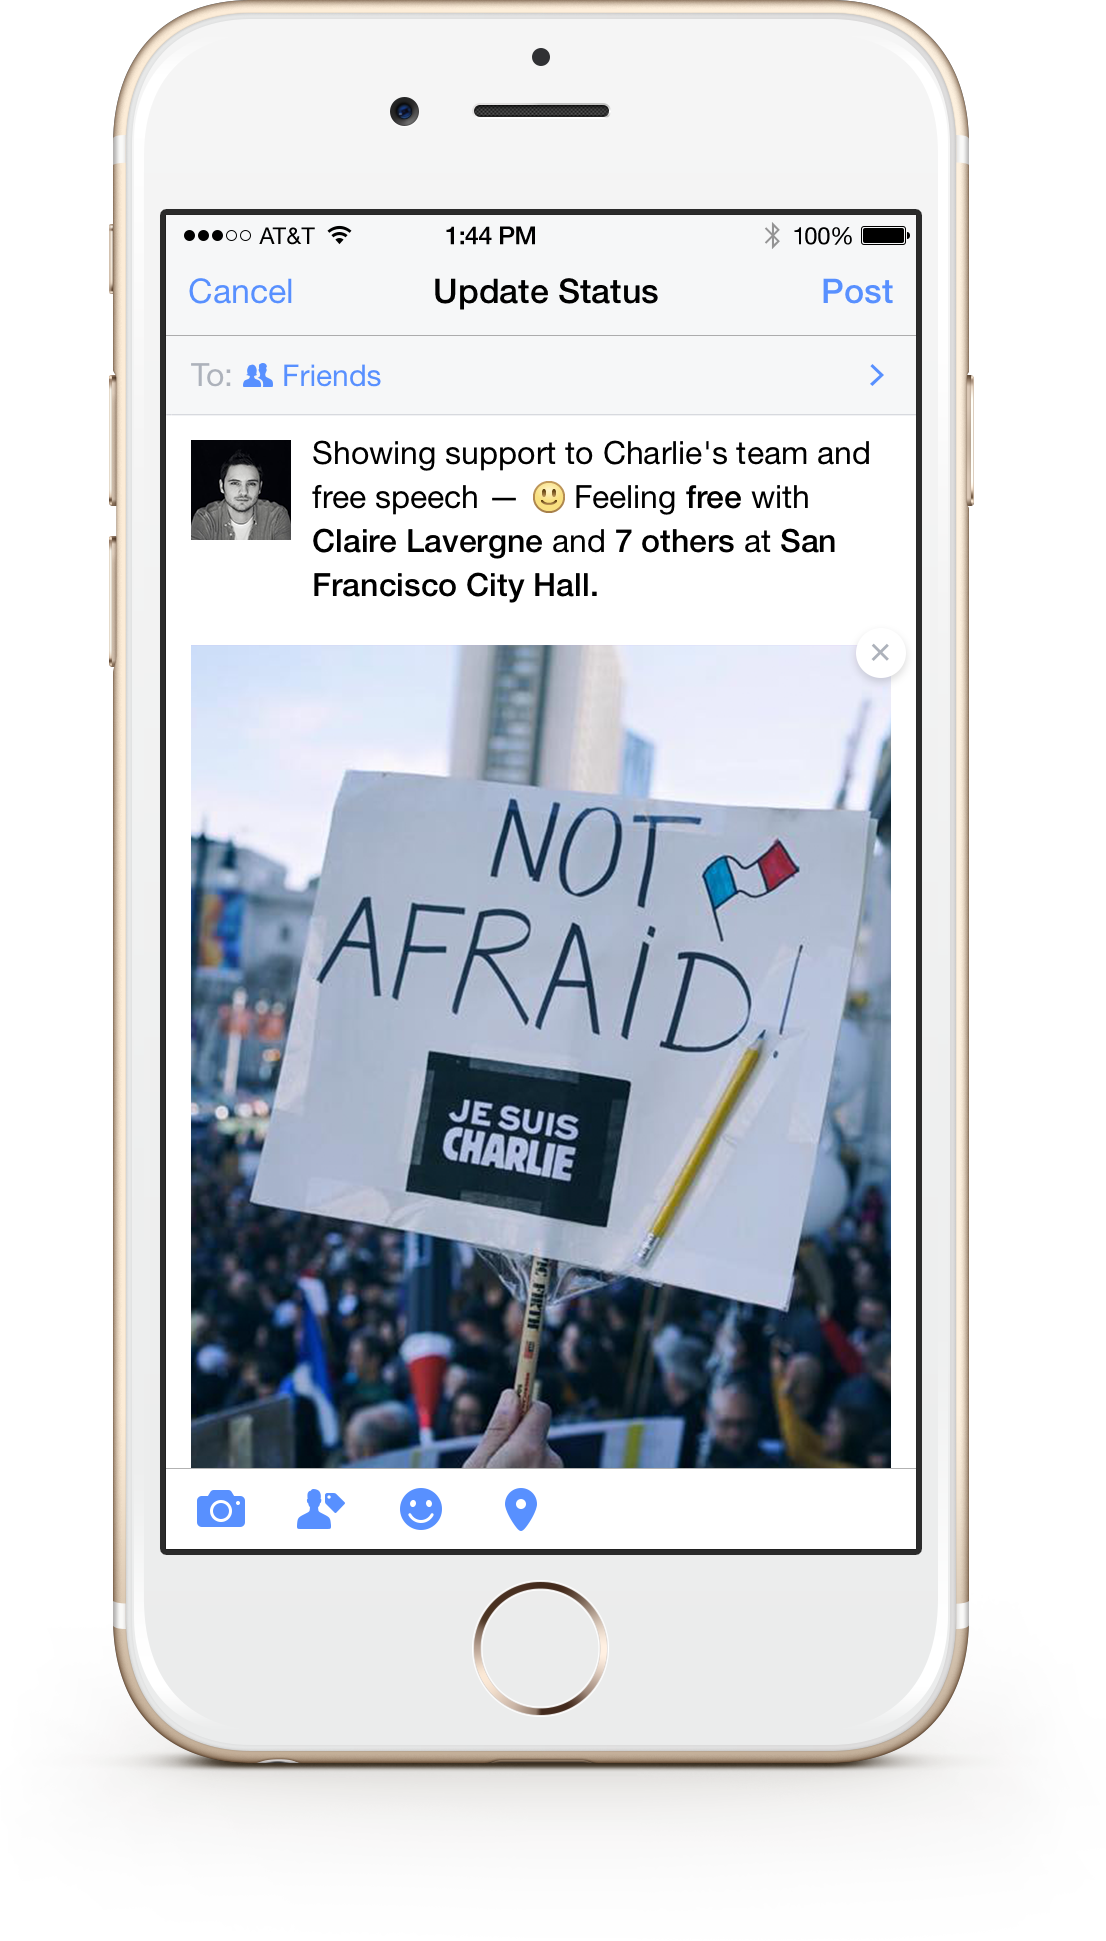 AT&T 1:44 PM 100%
Cancel Update Status Post
To: Friends
Showing support to Charlie's team and
free speech — 🙂 Feeling free with
Claire Lavergne and 7 others at San
Francisco City Hall.
NOT
AFRAiD!
JE SUIS
CHARLIE